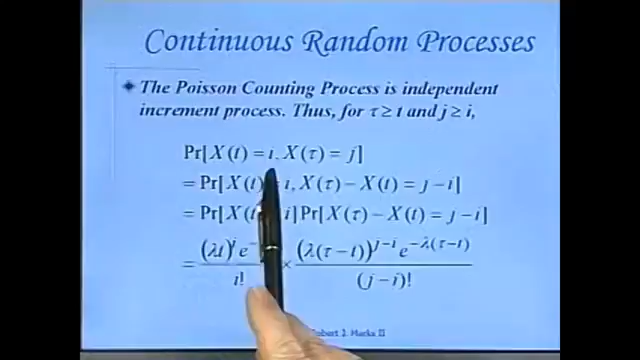 Continuous Random Processes
The Poisson Counting Process is independent
increment process. Thus, for τ ≥ t and j ≥ i,
Pr[X(t) = i, X(τ) = j]
= Pr[X(t) = i, X(τ) − X(t) = j − i]
= Pr[X(t = i]Pr[X(τ) − X(t) = j − i]
= (λt)^i e^- / i! × (λ(τ−t))^{j−i} e^{−λ(τ−t)} / (j − i)!
Robert J. Marks II